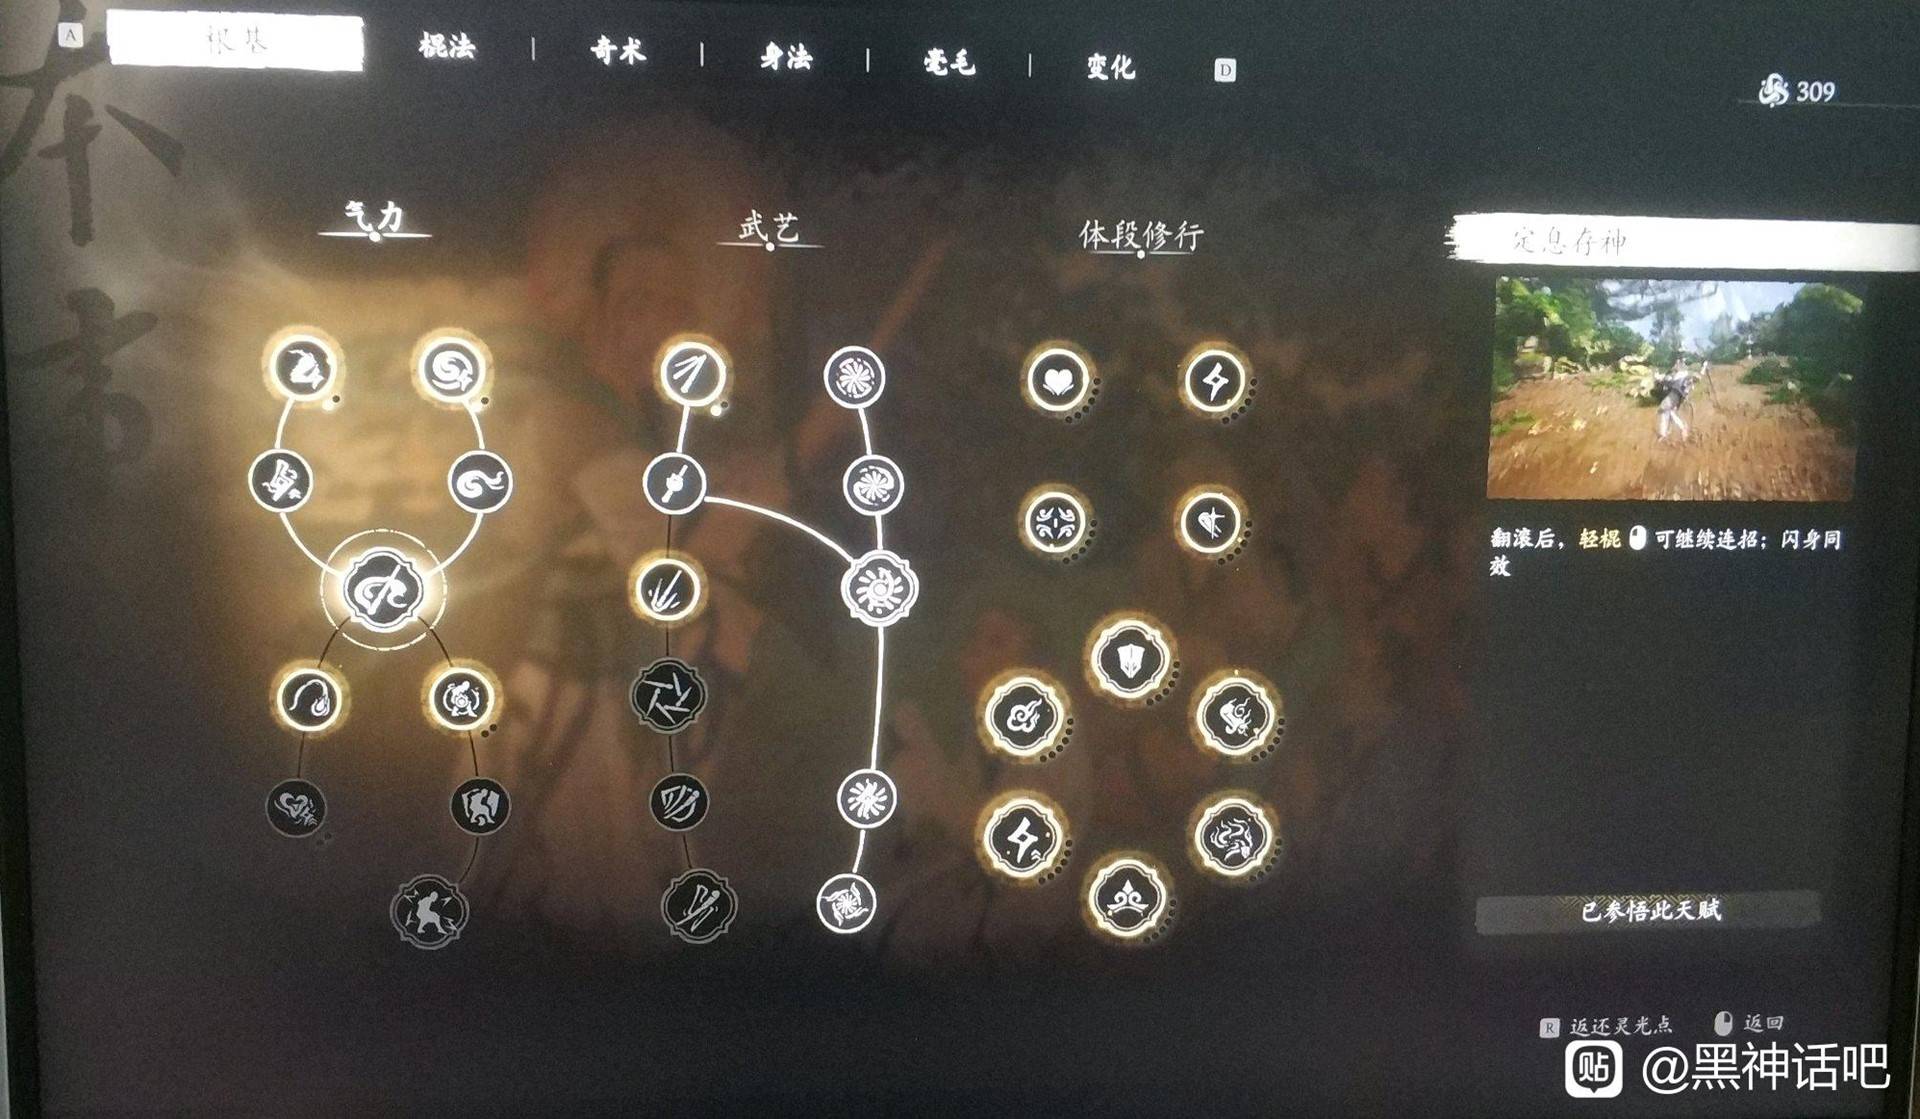 A
根基
棍法
奇术
身法
毫毛
变化
D
309
气力
武艺
体段修行
定息存神
翻滚后，轻棍 可继续连招；闪身同
效
已参悟此天赋
R 返还灵光点
返回
贴 @黑神话吧